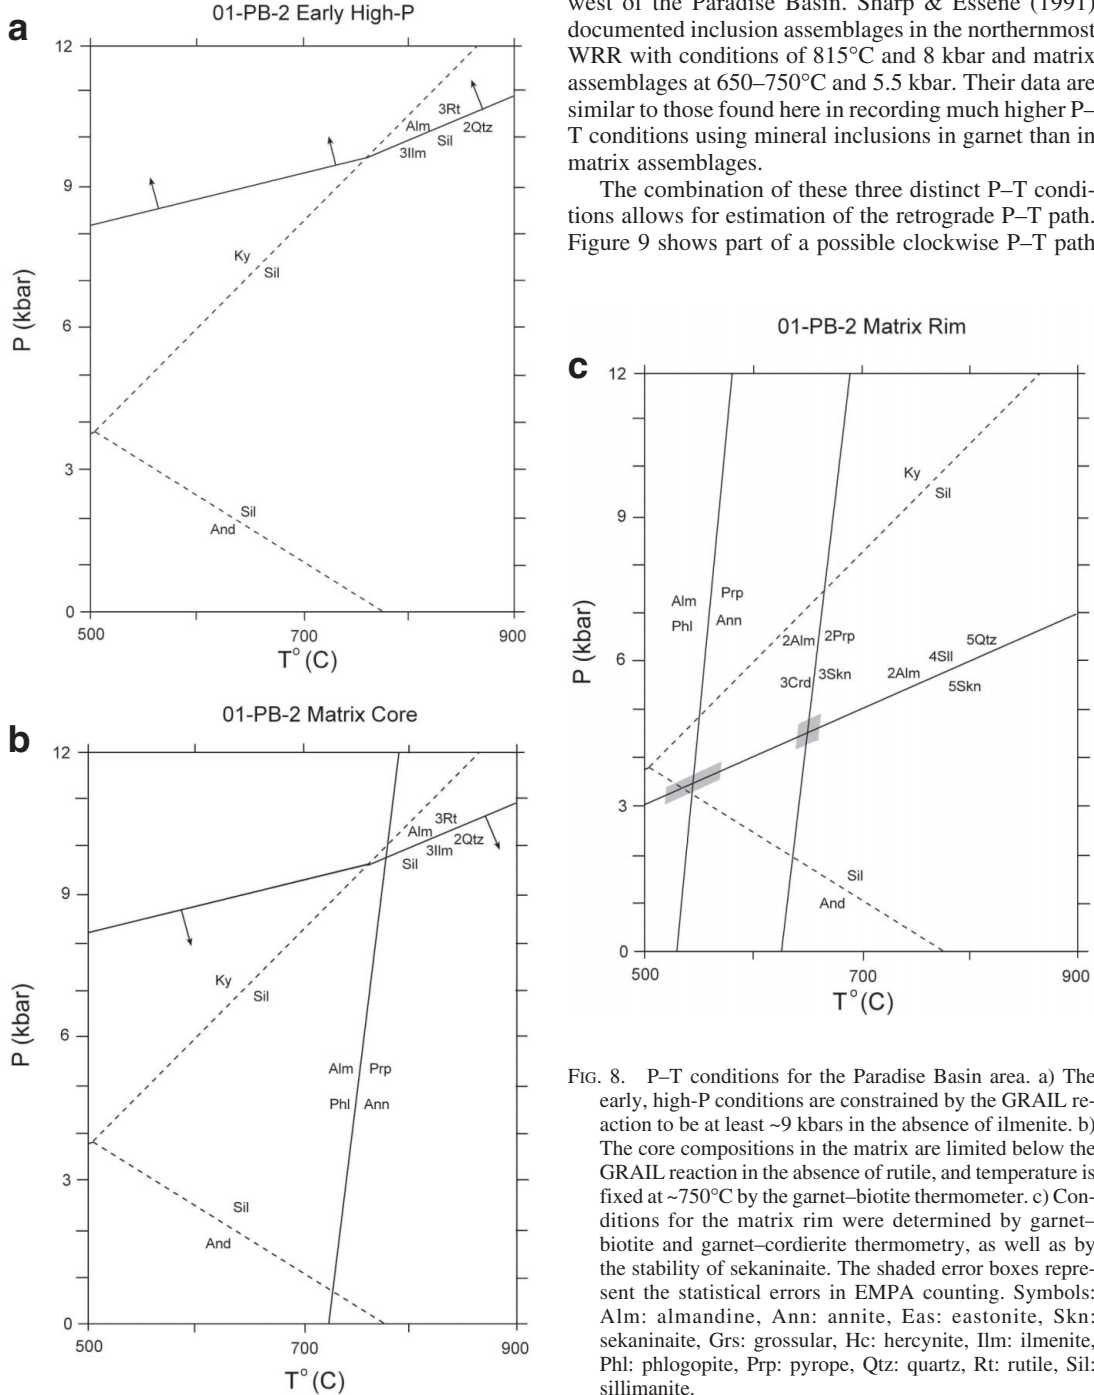 a
01-PB-2 Early High-P
12
9
6
3
0
500
700
900
P (kbar)
T° (C)
3Rt
Alm
2Qtz
Sil
3Ilm
Ky
Sil
Sil
And
b
01-PB-2 Matrix Core
12
9
6
3
0
500
700
900
P (kbar)
T° (C)
3Rt
Alm
2Qtz
3Ilm
Sil
Ky
Sil
Alm
Prp
Phl
Ann
Sil
And
west of the Paradise Basin. Sharp & Essene (1991)
documented inclusion assemblages in the northernmost
WRR with conditions of 815°C and 8 kbar and matrix
assemblages at 650–750°C and 5.5 kbar. Their data are
similar to those found here in recording much higher P–
T conditions using mineral inclusions in garnet than in
matrix assemblages.
The combination of these three distinct P–T condi-
tions allows for estimation of the retrograde P–T path.
Figure 9 shows part of a possible clockwise P–T path
01-PB-2 Matrix Rim
c
12
9
6
3
0
500
700
900
P (kbar)
T° (C)
Ky
Sil
Alm
Prp
Phl
Ann
2Alm
2Prp
3Crd
3Skn
5Qtz
4Sll
2Alm
5Skn
Sil
And
FIG. 8. P–T conditions for the Paradise Basin area. a) The
early, high-P conditions are constrained by the GRAIL re-
action to be at least ~9 kbars in the absence of ilmenite. b)
The core compositions in the matrix are limited below the
GRAIL reaction in the absence of rutile, and temperature is
fixed at ~750°C by the garnet–biotite thermometer. c) Con-
ditions for the matrix rim were determined by garnet–
biotite and garnet–cordierite thermometry, as well as by
the stability of sekaninaite. The shaded error boxes repre-
sent the statistical errors in EMPA counting. Symbols:
Alm: almandine, Ann: annite, Eas: eastonite, Skn:
sekaninaite, Grs: grossular, Hc: hercynite, Ilm: ilmenite,
Phl: phlogopite, Prp: pyrope, Qtz: quartz, Rt: rutile, Sil:
sillimanite.